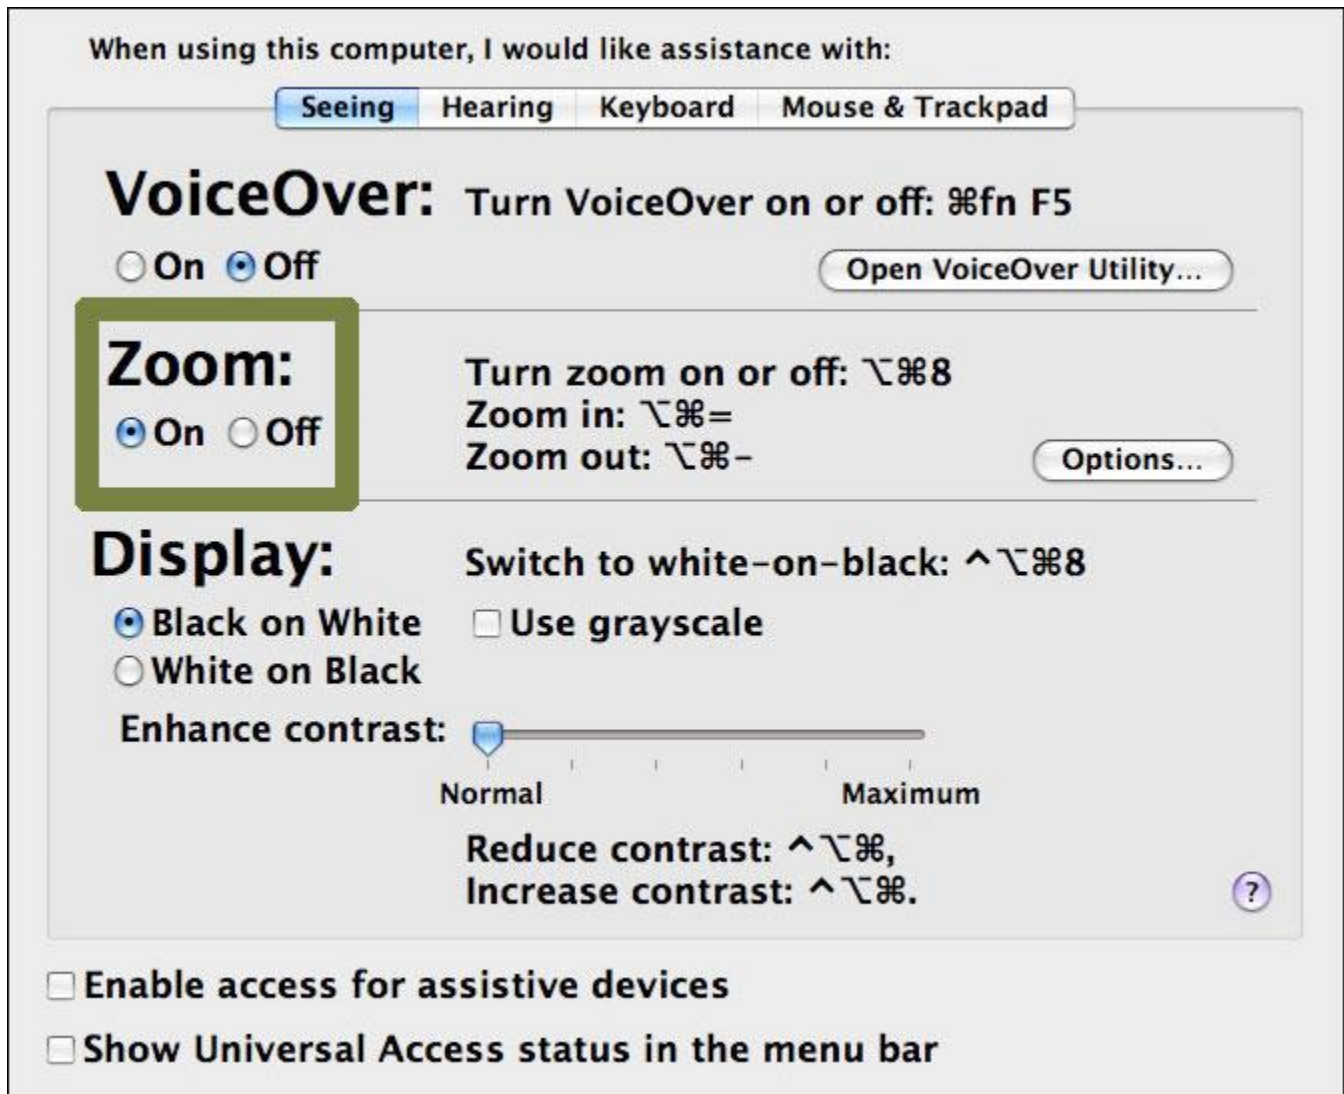 When using this computer, I would like assistance with:
Seeing Hearing Keyboard Mouse & Trackpad
VoiceOver: Turn VoiceOver on or off: ⌘fn F5
On Off Open VoiceOver Utility...
Zoom: Turn zoom on or off: ⌥⌘8
Zoom in: ⌥⌘=
On Off
Zoom out: ⌥⌘-
Options...
Display: Switch to white-on-black: ^⌥⌘8
Black on White Use grayscale
White on Black
Enhance contrast:
Normal Maximum
Reduce contrast: ^⌥⌘,
Increase contrast: ^⌥⌘.
?
Enable access for assistive devices
Show Universal Access status in the menu bar